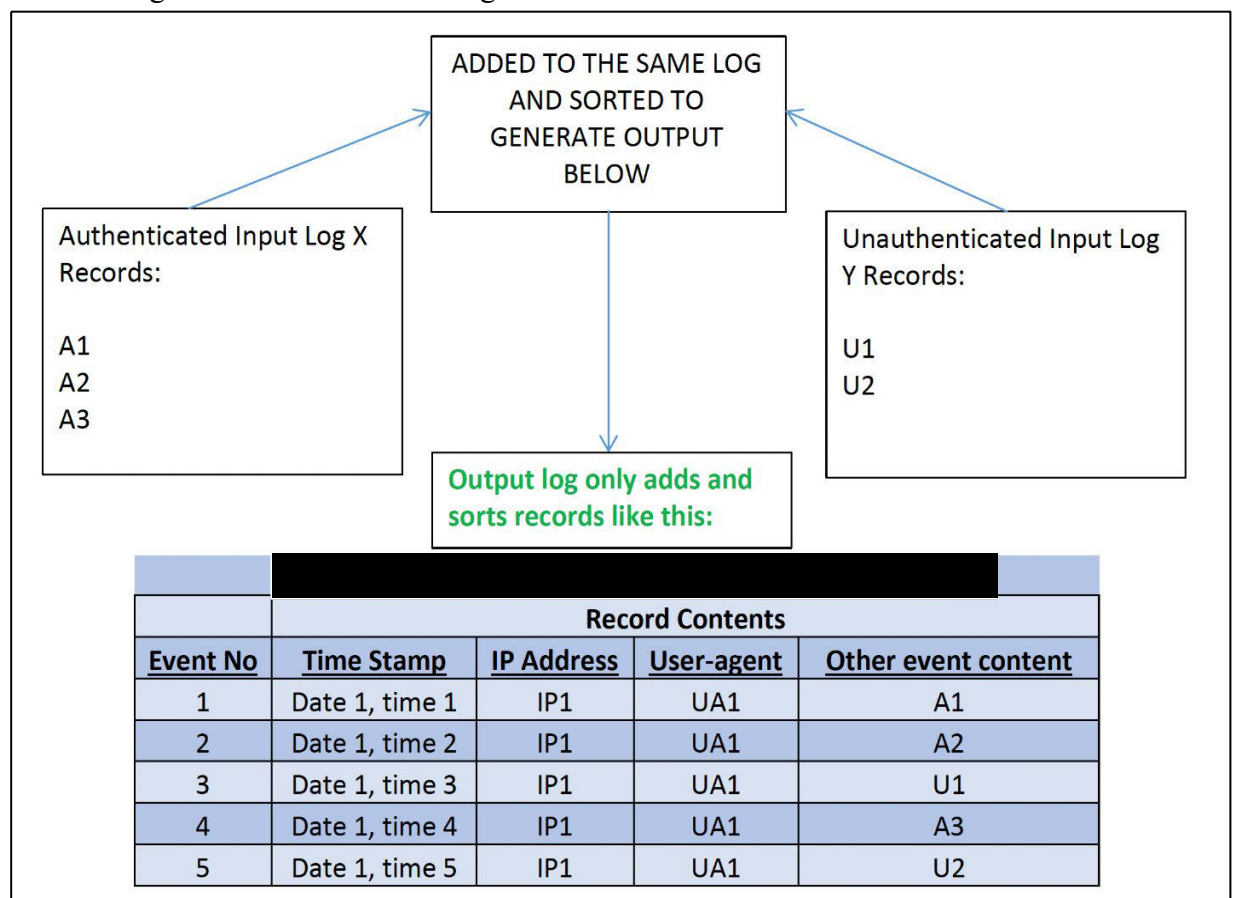 ADDED TO THE SAME LOG
AND SORTED TO
GENERATE OUTPUT
BELOW
Authenticated Input Log X
Records:
A1
A2
A3
Unauthenticated Input Log
Y Records:
U1
U2
Output log only adds and
sorts records like this:
Record Contents
Event No Time Stamp IP Address User-agent Other event content
1 Date 1, time 1 IP1 UA1 A1
2 Date 1, time 2 IP1 UA1 A2
3 Date 1, time 3 IP1 UA1 U1
4 Date 1, time 4 IP1 UA1 A3
5 Date 1, time 5 IP1 UA1 U2